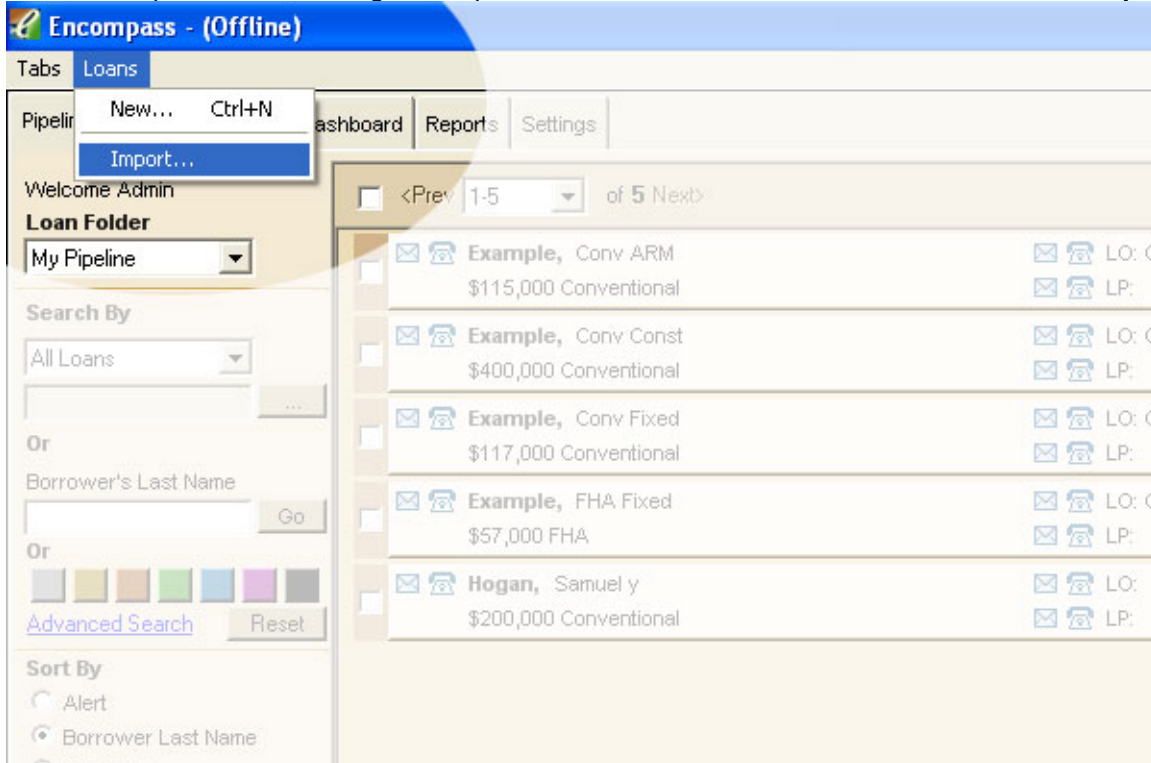 Encompass - (Offline)
Tabs Loans
New... Ctrl+N
Import...
Pipelin ashboard Reports Settings
Welcome Admin
Loan Folder
My Pipeline
Search By
All Loans
...
Or
Borrower's Last Name
Go
Or
Advanced Search Reset
Sort By
Alert
Borrower Last Name
<Prev 1-5 of 5 Next>
Example, Conv ARM LO:
$115,000 Conventional LP:
Example, Conv Const LO:
$400,000 Conventional LP:
Example, Conv Fixed LO:
$117,000 Conventional LP:
Example, FHA Fixed LO:
$57,000 FHA LP:
Hogan, Samuel y LO:
$200,000 Conventional LP: